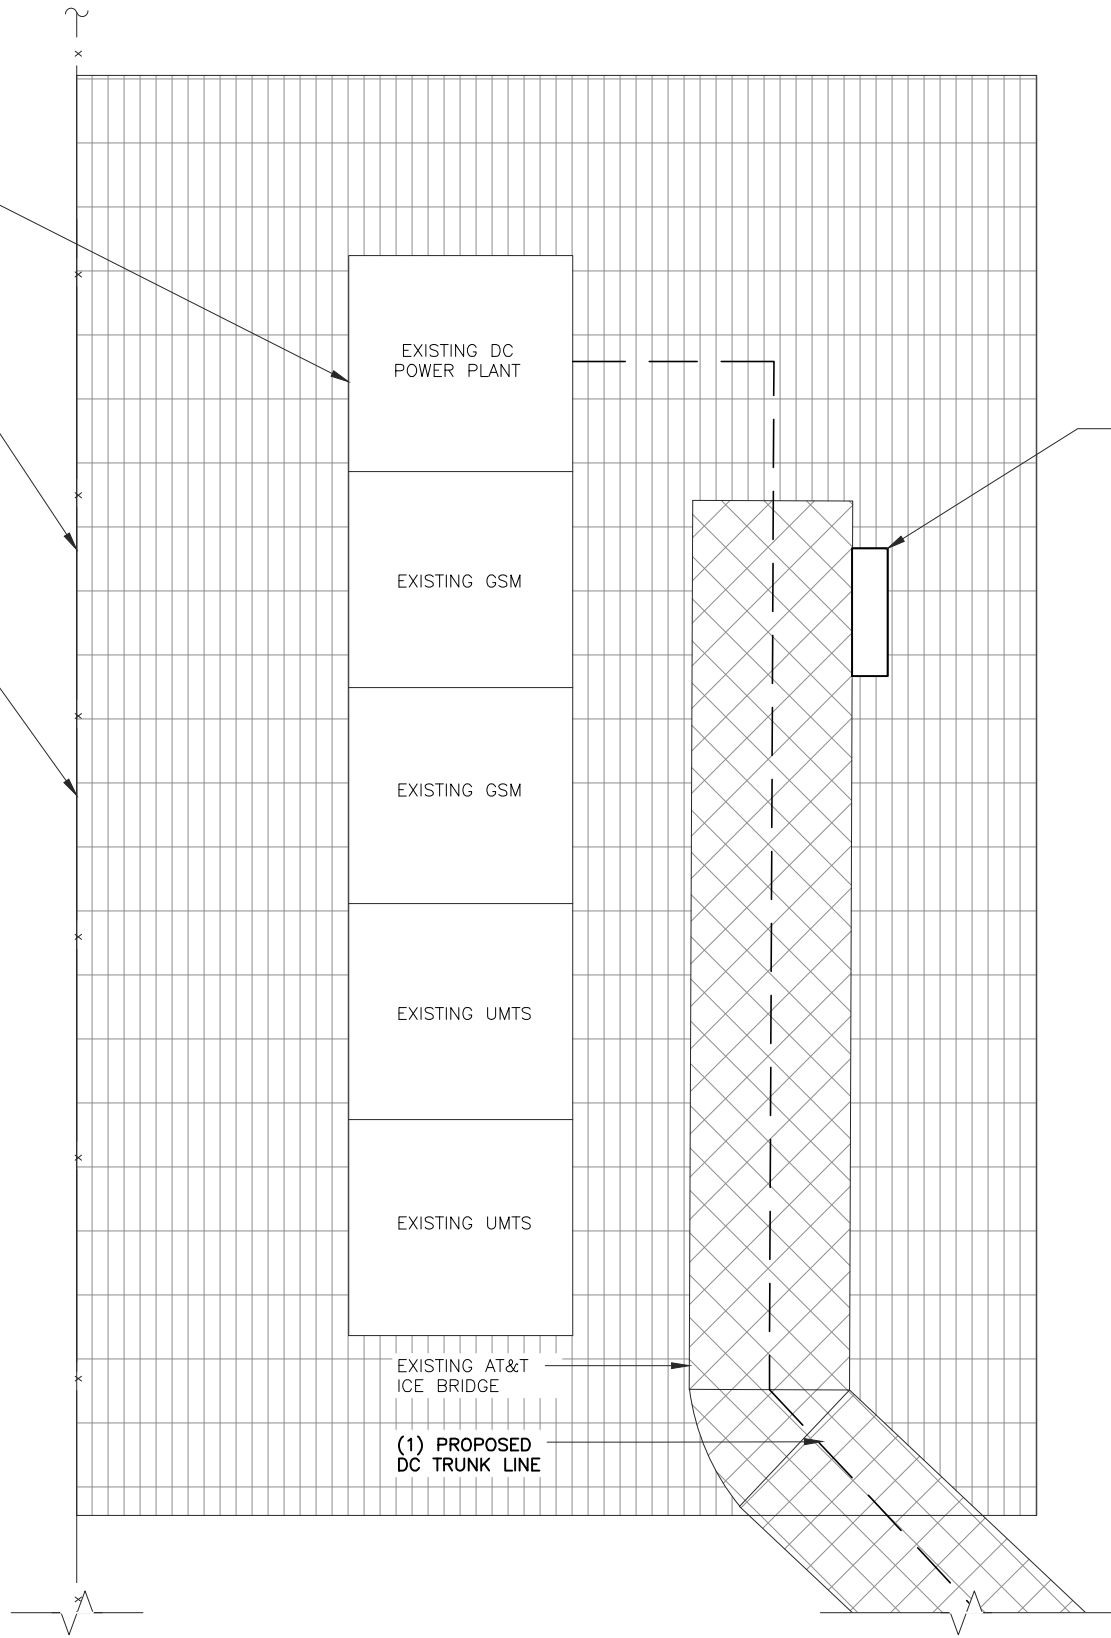 EXISTING DC
POWER PLANT
EXISTING GSM
EXISTING GSM
EXISTING UMTS
EXISTING UMTS
EXISTING AT&T
ICE BRIDGE
(1) PROPOSED
DC TRUNK LINE